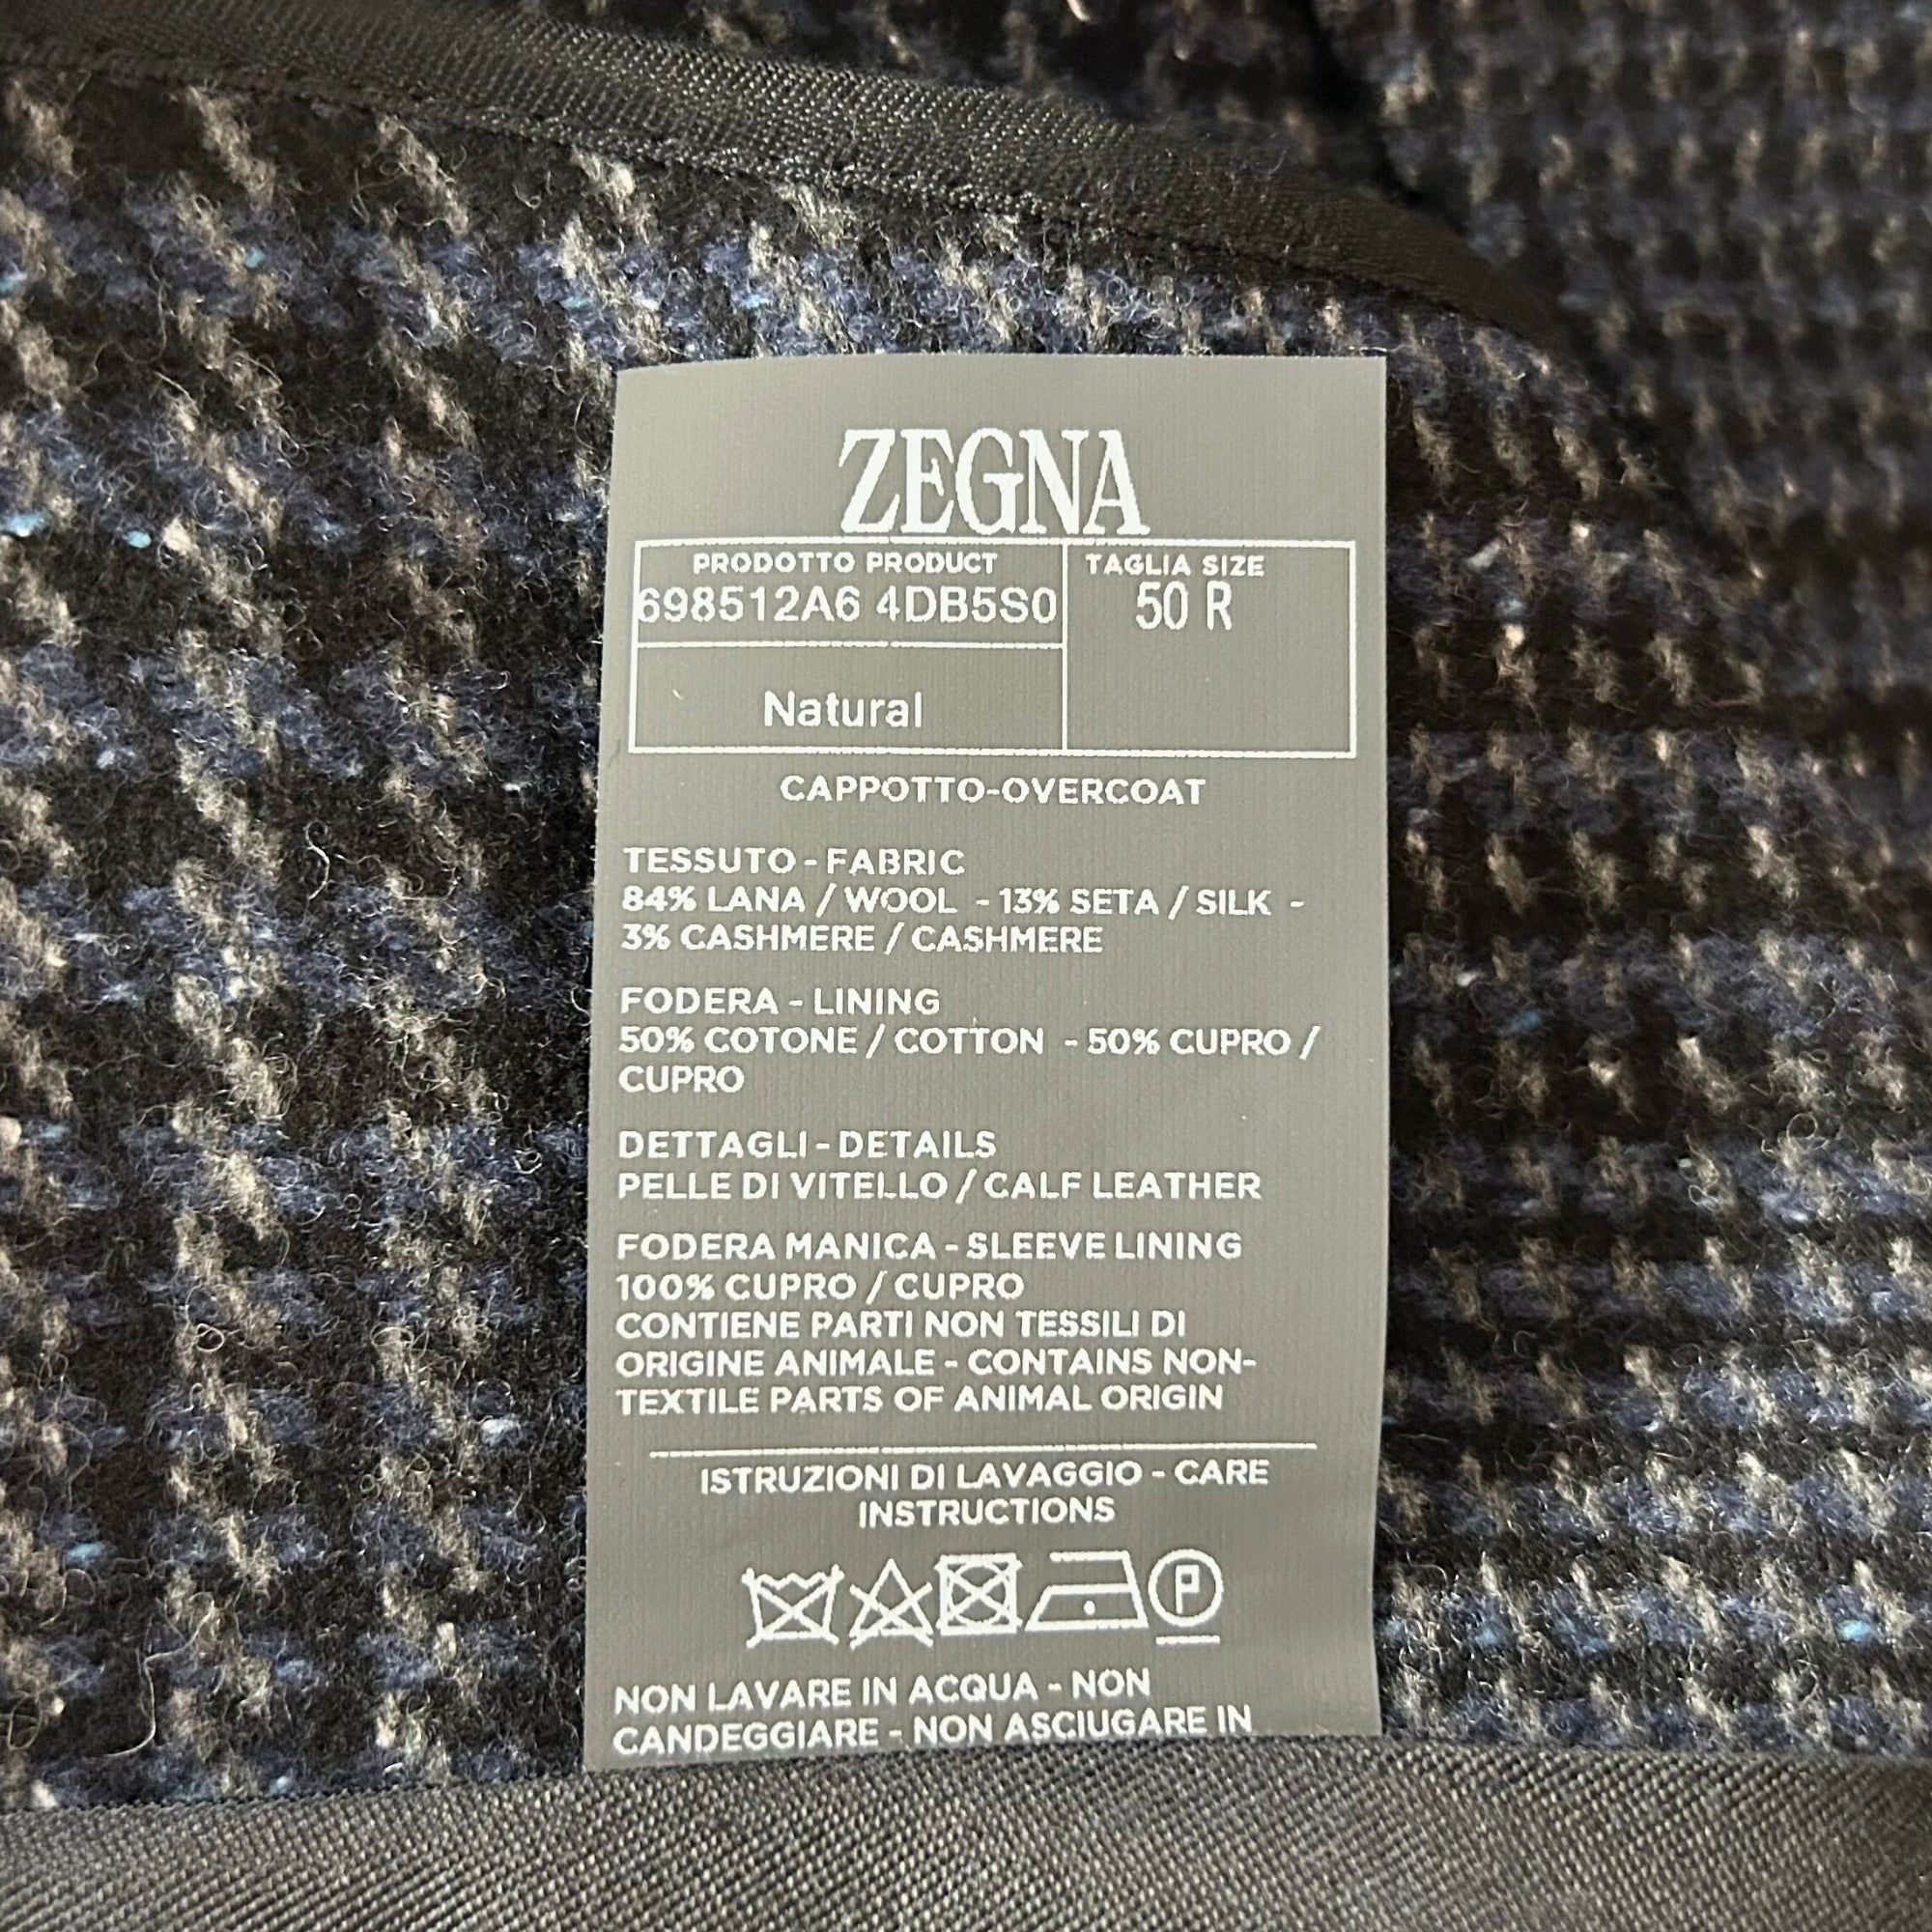 ZEGNA
PRODOTTO PRODUCT
698512A6 4DB5S0
TAGLIA SIZE
50 R
Natural
CAPPOTTO-OVERCOAT
TESSUTO - FABRIC
84% LANA / WOOL - 13% SETA / SILK -
3% CASHMERE / CASHMERE
FODERA - LINING
50% COTONE / COTTON - 50% CUPRO /
CUPRO
DETTAGLI - DETAILS
PELLE DI VITELLO / CALF LEATHER
FODERA MANICA - SLEEVE LINING
100% CUPRO / CUPRO
CONTIENE PARTI NON TESSILI DI
ORIGINE ANIMALE - CONTAINS NON-
TEXTILE PARTS OF ANIMAL ORIGIN
ISTRUZIONI DI LAVAGGIO - CARE
INSTRUCTIONS
P
NON LAVARE IN ACQUA - NON
CANDEGGIARE - NON ASCIUGARE IN